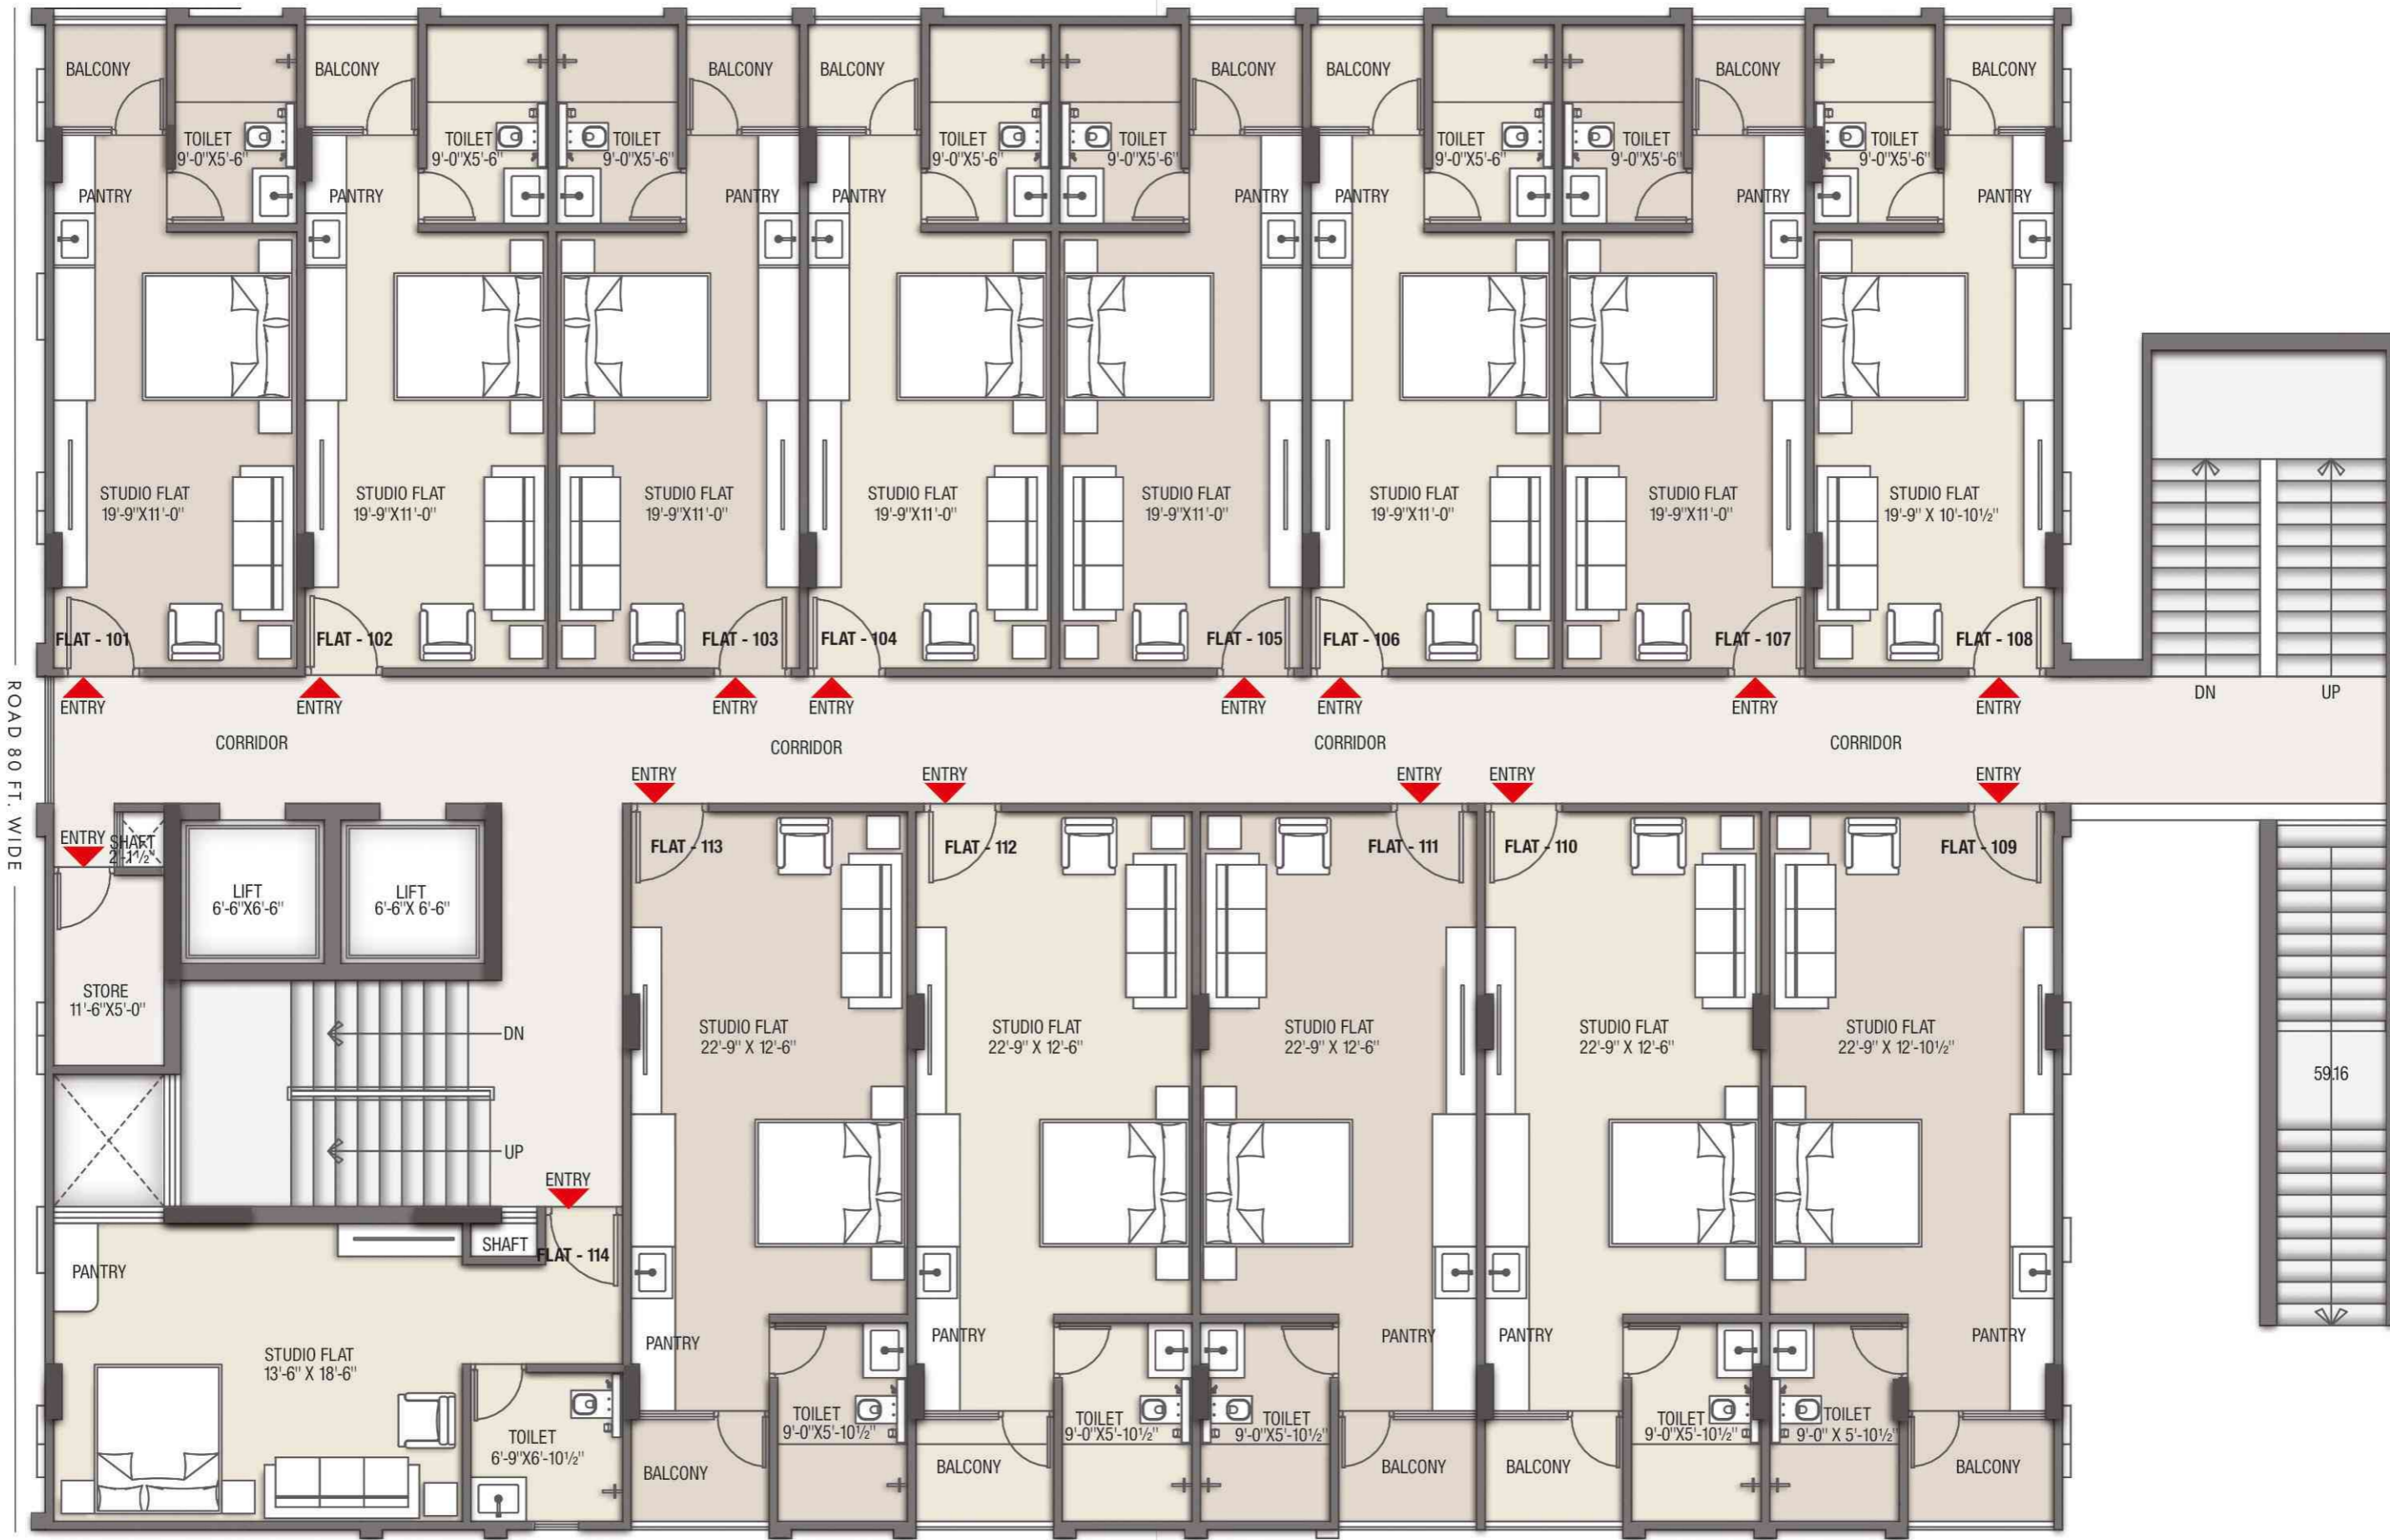 BALCONY
BALCONY
BALCONY
BALCONY
BALCONY
BALCONY
BALCONY
BALCONY
TOILET
9'-0"X5'-6"
TOILET
9'-0"X5'-6"
TOILET
9'-0"X5'-6"
TOILET
9'-0"X5'-6"
TOILET
9'-0"X5'-6"
TOILET
9'-0"X5'-6"
TOILET
9'-0"X5'-6"
TOILET
9'-0"X5'-6"
PANTRY
PANTRY
PANTRY
PANTRY
PANTRY
PANTRY
PANTRY
PANTRY
STUDIO FLAT
19'-9"X11'-0"
STUDIO FLAT
19'-9"X11'-0"
STUDIO FLAT
19'-9"X11'-0"
STUDIO FLAT
19'-9"X11'-0"
STUDIO FLAT
19'-9"X11'-0"
STUDIO FLAT
19'-9"X11'-0"
STUDIO FLAT
19'-9"X11'-0"
STUDIO FLAT
19'-9" X 10'-10½"
FLAT - 101
FLAT - 102
FLAT - 103
FLAT - 104
FLAT - 105
FLAT - 106
FLAT - 107
FLAT - 108
ENTRY
ENTRY
ENTRY
ENTRY
ENTRY
ENTRY
ENTRY
ENTRY
DN
UP
CORRIDOR
CORRIDOR
CORRIDOR
CORRIDOR
ROAD 80 FT. WIDE
ENTRY
ENTRY
ENTRY
ENTRY
ENTRY
ENTRY
SHAFT
2'-1½"
LIFT
6'-6"X6'-6"
LIFT
6'-6"X 6'-6"
FLAT - 113
FLAT - 112
FLAT - 111
FLAT - 110
FLAT - 109
STORE
11'-6"X5'-0"
DN
UP
STUDIO FLAT
22'-9" X 12'-6"
STUDIO FLAT
22'-9" X 12'-6"
STUDIO FLAT
22'-9" X 12'-6"
STUDIO FLAT
22'-9" X 12'-6"
STUDIO FLAT
22'-9" X 12'-10½"
59.16
ENTRY
SHAFT
FLAT - 114
PANTRY
STUDIO FLAT
13'-6" X 18'-6"
PANTRY
PANTRY
PANTRY
PANTRY
PANTRY
TOILET
6'-9"X6'-10½"
TOILET
9'-0"X5'-10½"
TOILET
9'-0"X5'-10½"
TOILET
9'-0"X5'-10½"
TOILET
9'-0"X5'-10½"
TOILET
9'-0" X 5'-10½"
BALCONY
BALCONY
BALCONY
BALCONY
BALCONY